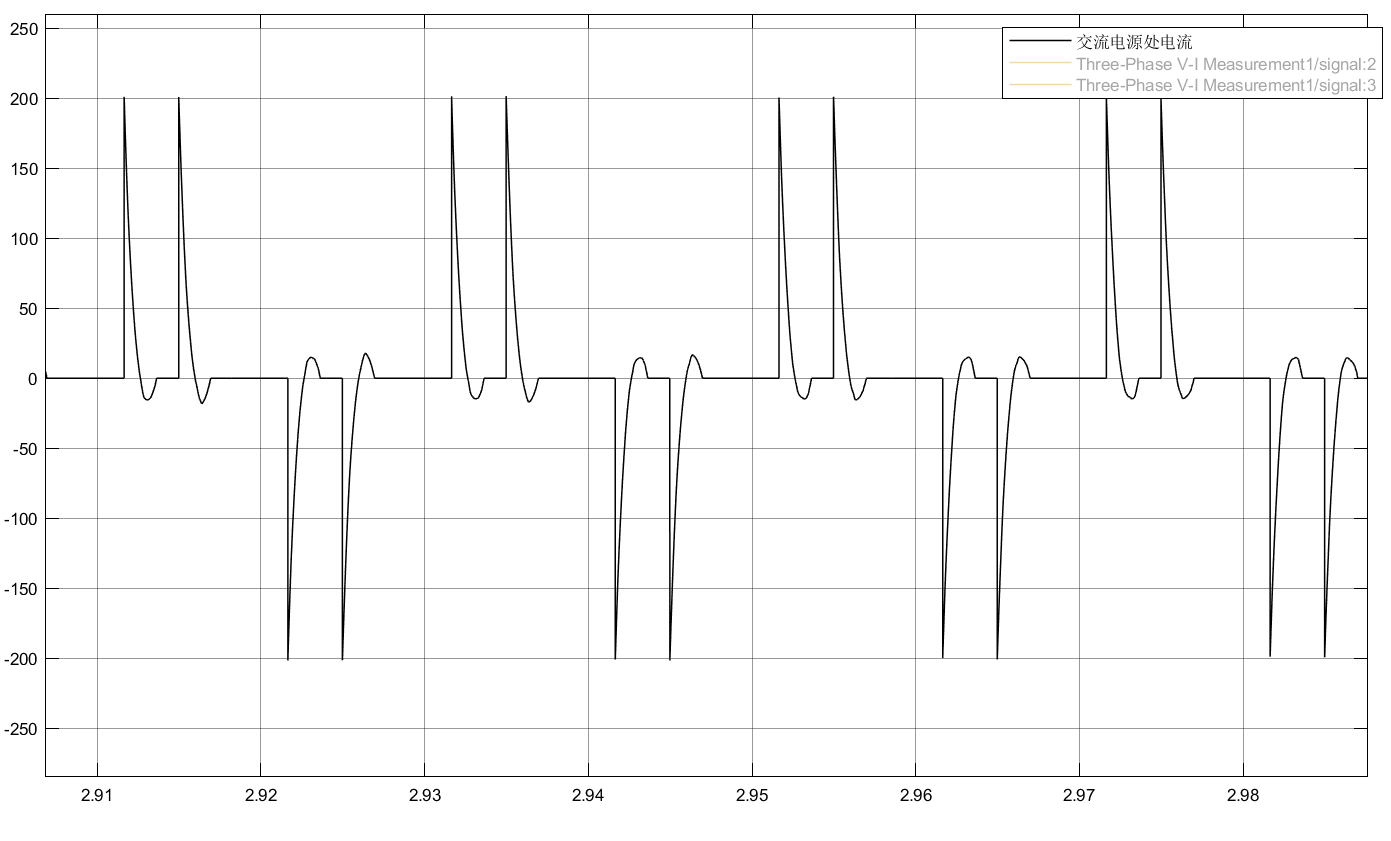 250
交流电源处电流
Three-Phase V-I Measurement1/signal:2
Three-Phase V-I Measurement1/signal:3
200
150
100
50
0
-50
-100
-150
-200
-250
2.91 2.92 2.93 2.94 2.95 2.96 2.97 2.98